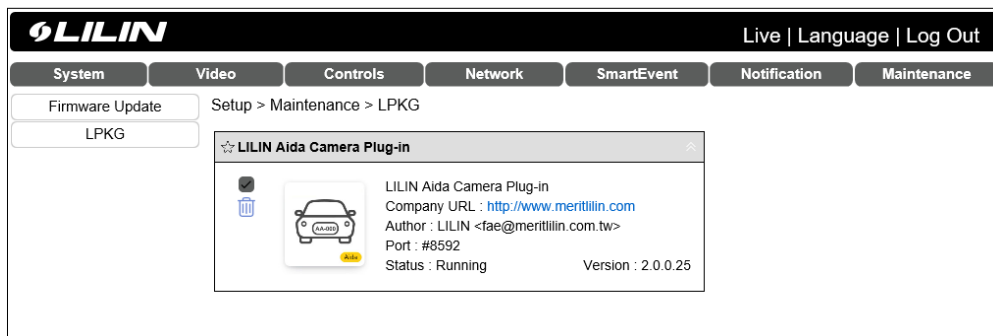 LILIN
Live | Language | Log Out
System Video Controls Network SmartEvent Notification Maintenance
Firmware Update
LPKG
Setup > Maintenance > LPKG
☆ LILIN Aida Camera Plug-in
AA-000
Aida
LILIN Aida Camera Plug-in
Company URL : http://www.meritlilin.com
Author : LILIN <fae@meritlilin.com.tw>
Port : #8592
Status : Running Version : 2.0.0.25